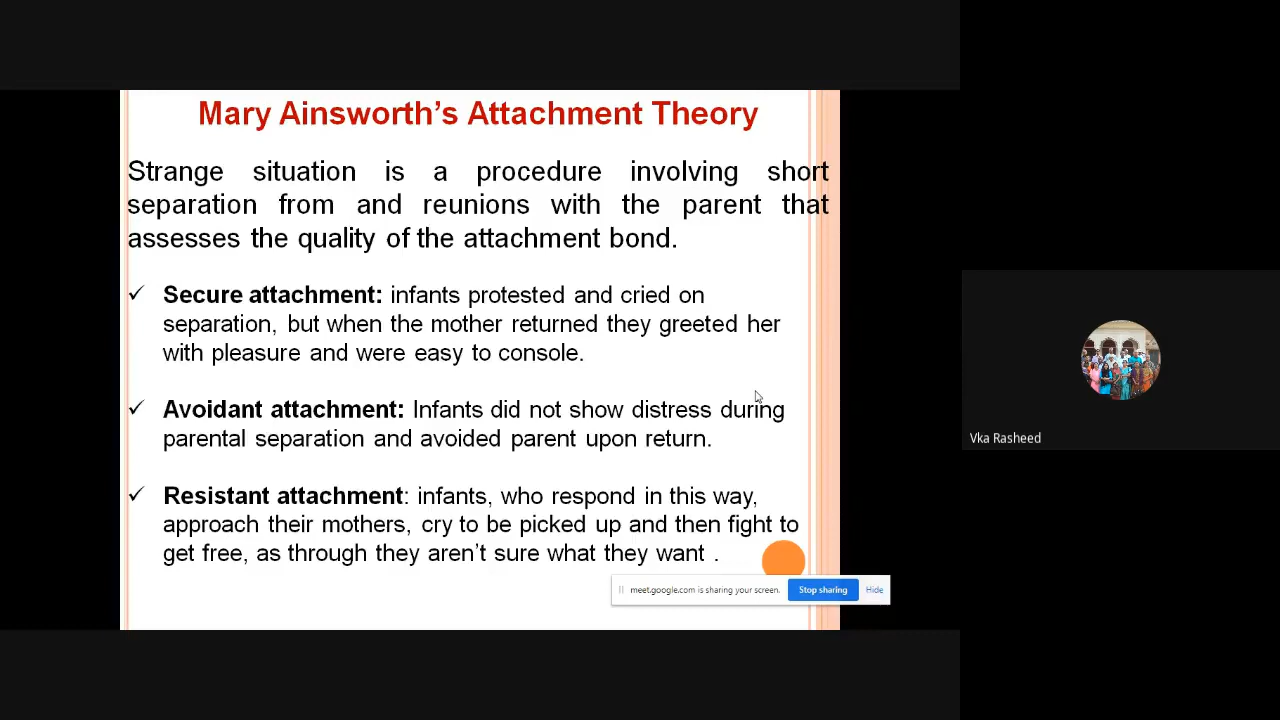 Mary Ainsworth’s Attachment Theory
Strange situation is a procedure involving short
separation from and reunions with the parent that
assesses the quality of the attachment bond.
✓ Secure attachment: infants protested and cried on
separation, but when the mother returned they greeted her
with pleasure and were easy to console.
✓ Avoidant attachment: Infants did not show distress during
parental separation and avoided parent upon return.
✓ Resistant attachment: infants, who respond in this way,
approach their mothers, cry to be picked up and then fight to
get free, as through they aren’t sure what they want .
meet.google.com is sharing your screen. Stop sharing Hide
Vka Rasheed